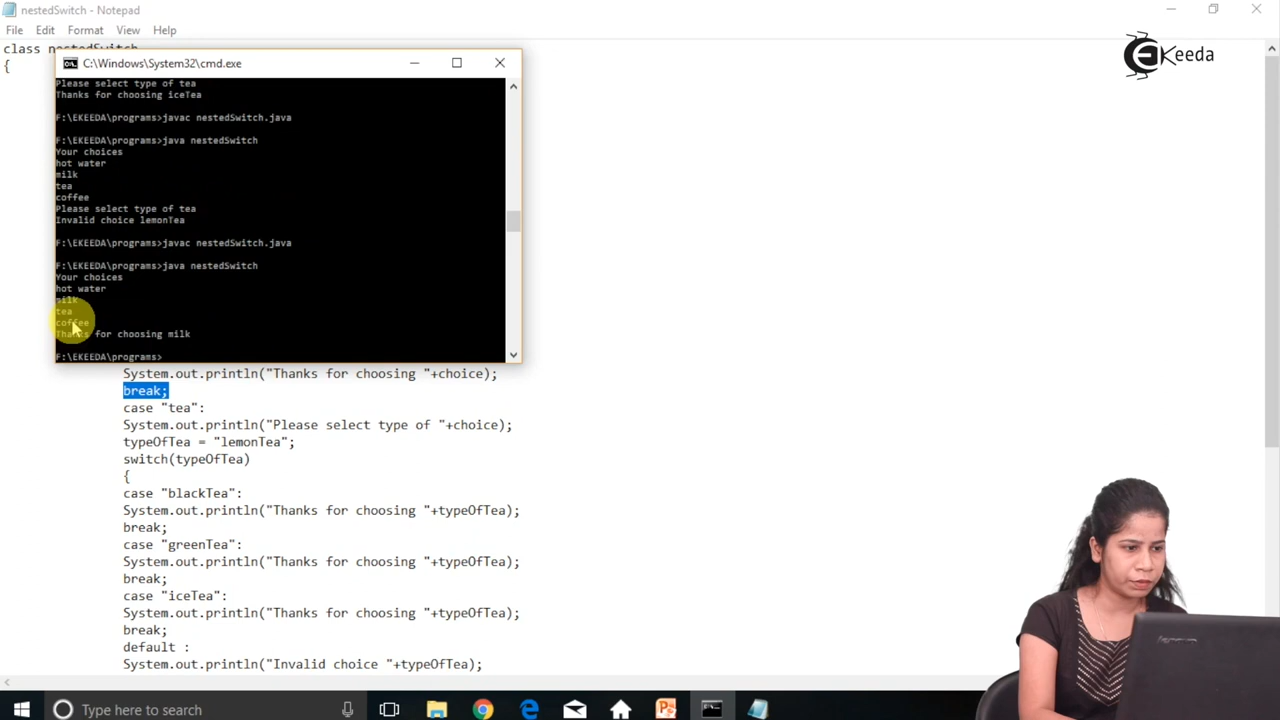 nestedSwitch - Notepad
File Edit Format View Help
class nestedSwitch
{
EKeeda
C:\Windows\System32\cmd.exe
Please select type of tea
Thanks for choosing iceTea
F:\EKEEDA\programs>javac nestedSwitch.java
F:\EKEEDA\programs>java nestedSwitch
Your choices
hot water
milk
tea
coffee
Please select type of tea
Invalid choice lemonTea
F:\EKEEDA\programs>javac nestedSwitch.java
F:\EKEEDA\programs>java nestedSwitch
Your choices
hot water
milk
tea
coffee
Thanks for choosing milk
F:\EKEEDA\programs>
System.out.println("Thanks for choosing "+choice);
break;
case "tea":
System.out.println("Please select type of "+choice);
typeOfTea = "lemonTea";
switch(typeOfTea)
{
case "blackTea":
System.out.println("Thanks for choosing "+typeOfTea);
break;
case "greenTea":
System.out.println("Thanks for choosing "+typeOfTea);
break;
case "iceTea":
System.out.println("Thanks for choosing "+typeOfTea);
break;
default :
System.out.println("Invalid choice "+typeOfTea);
Type here to search